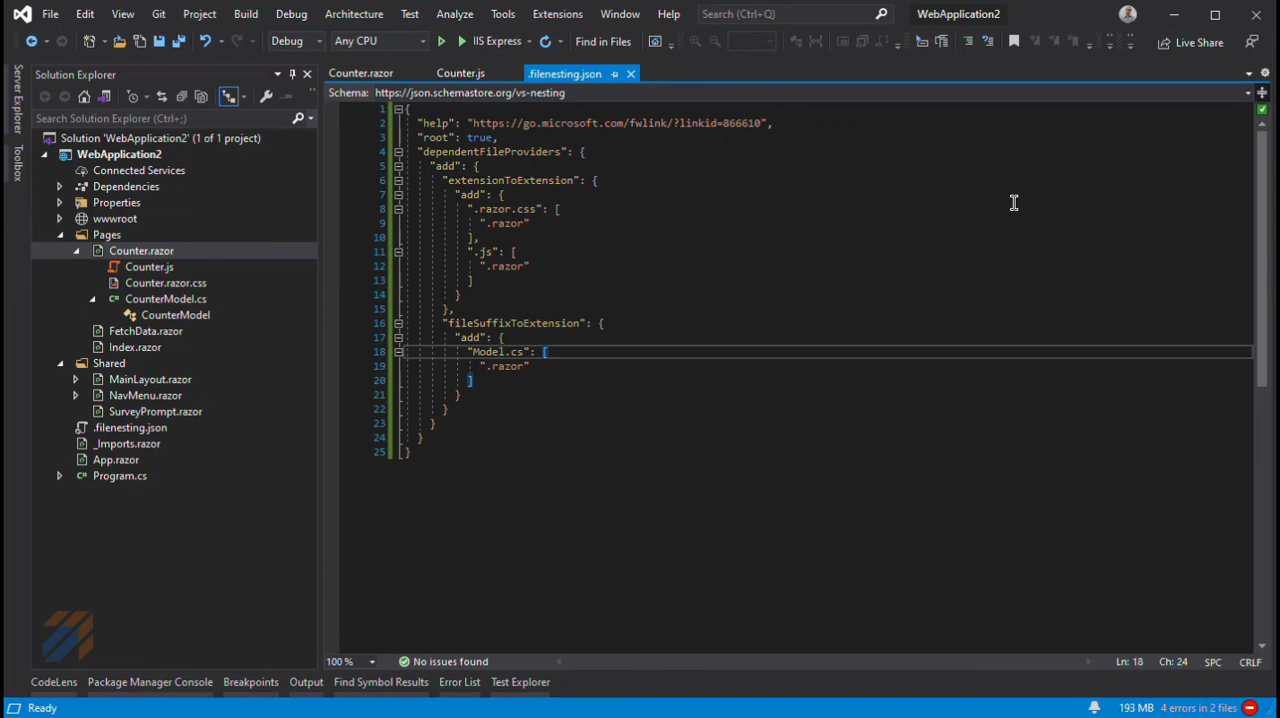 File Edit View Git Project Build Debug Architecture Test Analyze Tools Extensions Window Help Search (Ctrl+Q) WebApplication2
Debug Any CPU IIS Express Find in Files Live Share
Server Explorer
Toolbox
Solution Explorer
Search Solution Explorer (Ctrl+;)
Solution 'WebApplication2' (1 of 1 project)
WebApplication2
Connected Services
Dependencies
Properties
wwwroot
Pages
Counter.razor
Counter.js
Counter.razor.css
CounterModel.cs
CounterModel
FetchData.razor
Index.razor
Shared
MainLayout.razor
NavMenu.razor
SurveyPrompt.razor
.filenesting.json
_Imports.razor
App.razor
Program.cs
Counter.razor Counter.js .filenesting.json
Schema: https://json.schemastore.org/vs-nesting
1 {
2 "help": "https://go.microsoft.com/fwlink/?linkid=866610",
3 "root": true,
4 "dependentFileProviders": {
5 "add": {
6 "extensionToExtension": {
7 "add": {
8 ".razor.css": [
9 ".razor"
10 ],
11 ".js": [
12 ".razor"
13 ]
14 }
15 },
16 "fileSuffixToExtension": {
17 "add": {
18 "Model.cs": [
19 ".razor"
20 ]
21 }
22 }
23 }
24 }
25 }
100 % No issues found Ln: 18 Ch: 24 SPC CRLF
CodeLens Package Manager Console Breakpoints Output Find Symbol Results Error List Test Explorer
Ready 193 MB 4 errors in 2 files